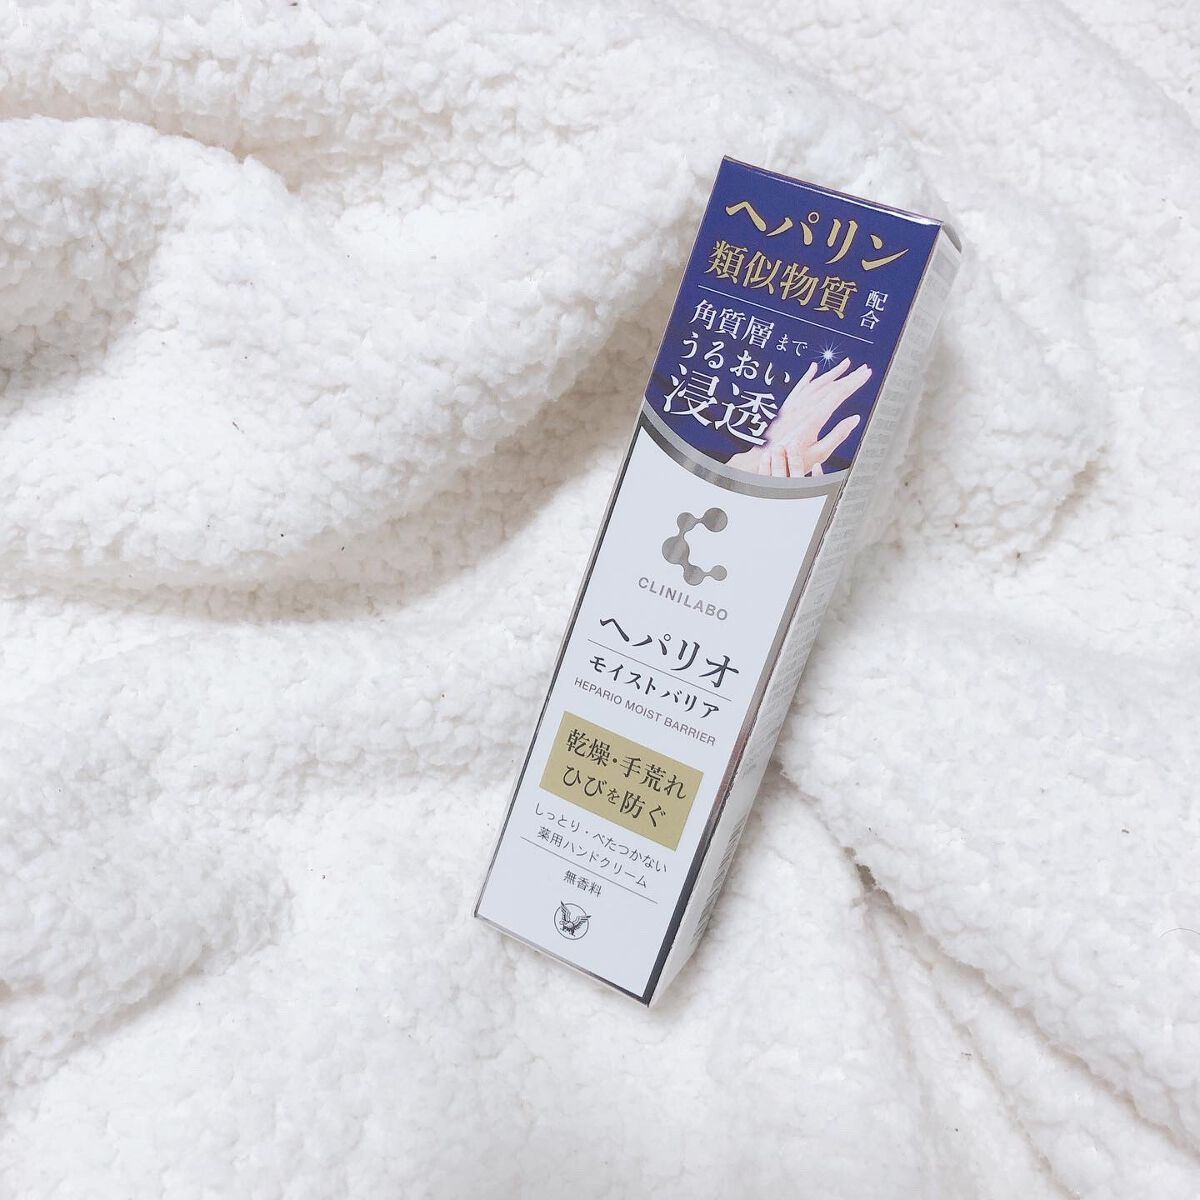 ヘパリン
類似物質 配合
角質層まで
うるおい
浸透
CLINILABO
ヘパリオ
モイストバリア
HEPARIO MOIST BARRIER
乾燥・手荒れ
ひびを防ぐ
しっとり・べたつかない
薬用ハンドクリーム
無香料